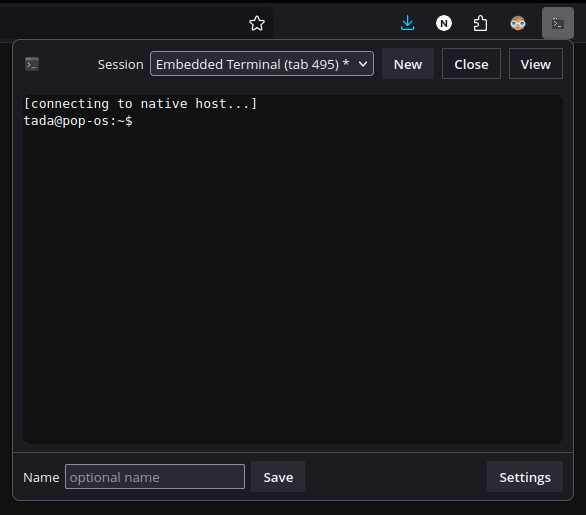 N
Session Embedded Terminal (tab 495) * New Close View
[connecting to native host...]
tada@pop-os:~$
Name optional name Save Settings